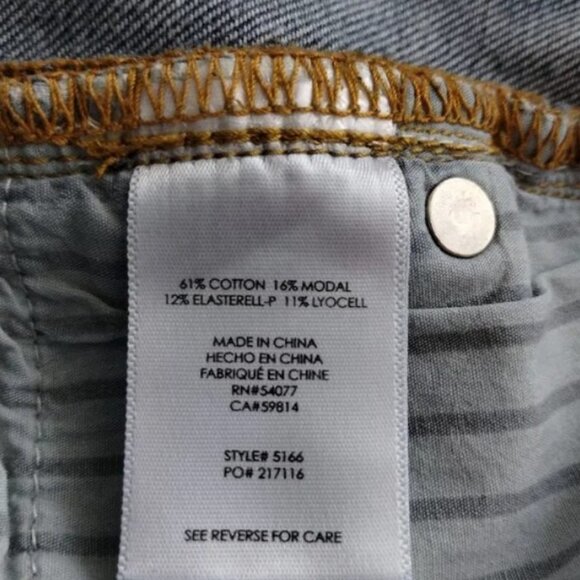 61% COTTON 16% MODAL
12% ELASTERELL-P 11% LYOCELL
MADE IN CHINA
HECHO EN CHINA
FABRIQUÉ EN CHINE
RN#54077
CA#59814
STYLE# 5166
PO# 217116
SEE REVERSE FOR CARE